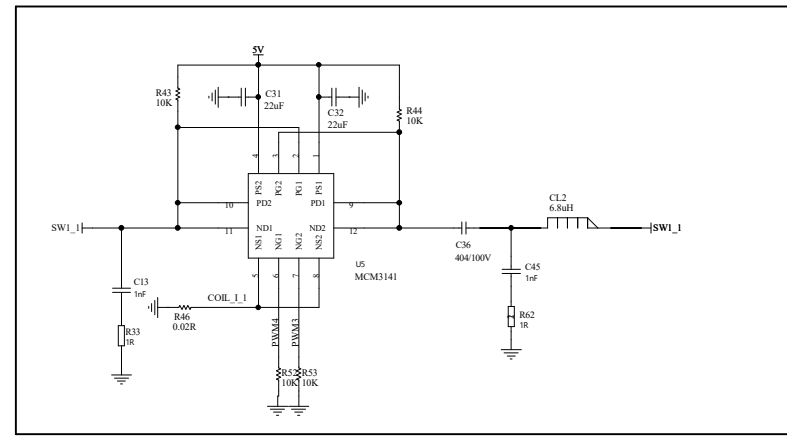 5V
R43
10K
C31
22uF
C32
22uF
R44
10K
4
3
2
1
PS2
PG2
PG1
PS1
10
PD2
PD1
9
CL2
6.8uH
SW1_1
11
ND1
ND2
12
SW1_1
NS1
NG1
NG2
NS2
C36
404/100V
U5
MCM3141
5
6
7
8
C13
1nF
C45
1nF
COIL_I_1
R46
0.02R
R33
1R
R62
1R
PWM4
PWM3
R52
10K
R53
10K